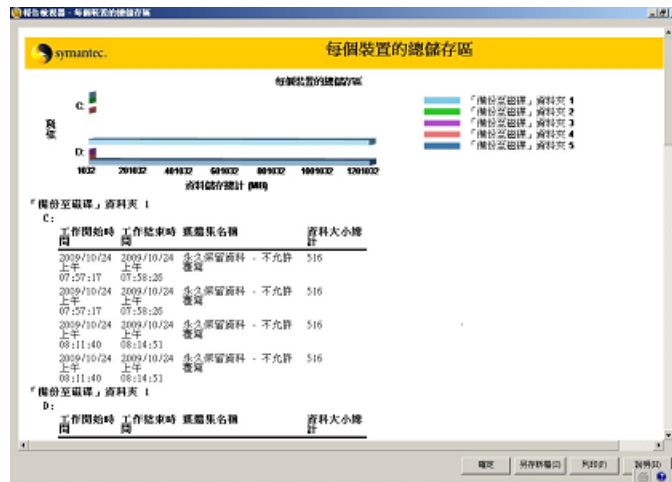 報告檢視器 - 每個裝置的總儲存區
symantec.
每個裝置的總儲存區
每個裝置的總儲存區
C:
D:
1032 201032 401032 601032 801032 1001032 1201032
資料儲存總計 (MB)
「備份至磁碟」資料夾 1
「備份至磁碟」資料夾 2
「備份至磁碟」資料夾 3
「備份至磁碟」資料夾 4
「備份至磁碟」資料夾 5
「備份至磁碟」資料夾 1
C:
工作開始時間 工作結束時間 媒體集名稱 資料大小總計
2009/10/24 上午 07:57:17 2009/10/24 上午 07:58:26 永久保留資料 - 不允許覆寫 516
2009/10/24 上午 07:57:17 2009/10/24 上午 07:58:26 永久保留資料 - 不允許覆寫 516
2009/10/24 上午 08:11:40 2009/10/24 上午 08:14:51 永久保留資料 - 不允許覆寫 516
2009/10/24 上午 08:11:40 2009/10/24 上午 08:14:51 永久保留資料 - 不允許覆寫 516
「備份至磁碟」資料夾 1
D:
工作開始時間 工作結束時間 媒體集名稱 資料大小總計
確定 另存新檔(S) 列印(P) 說明(H)